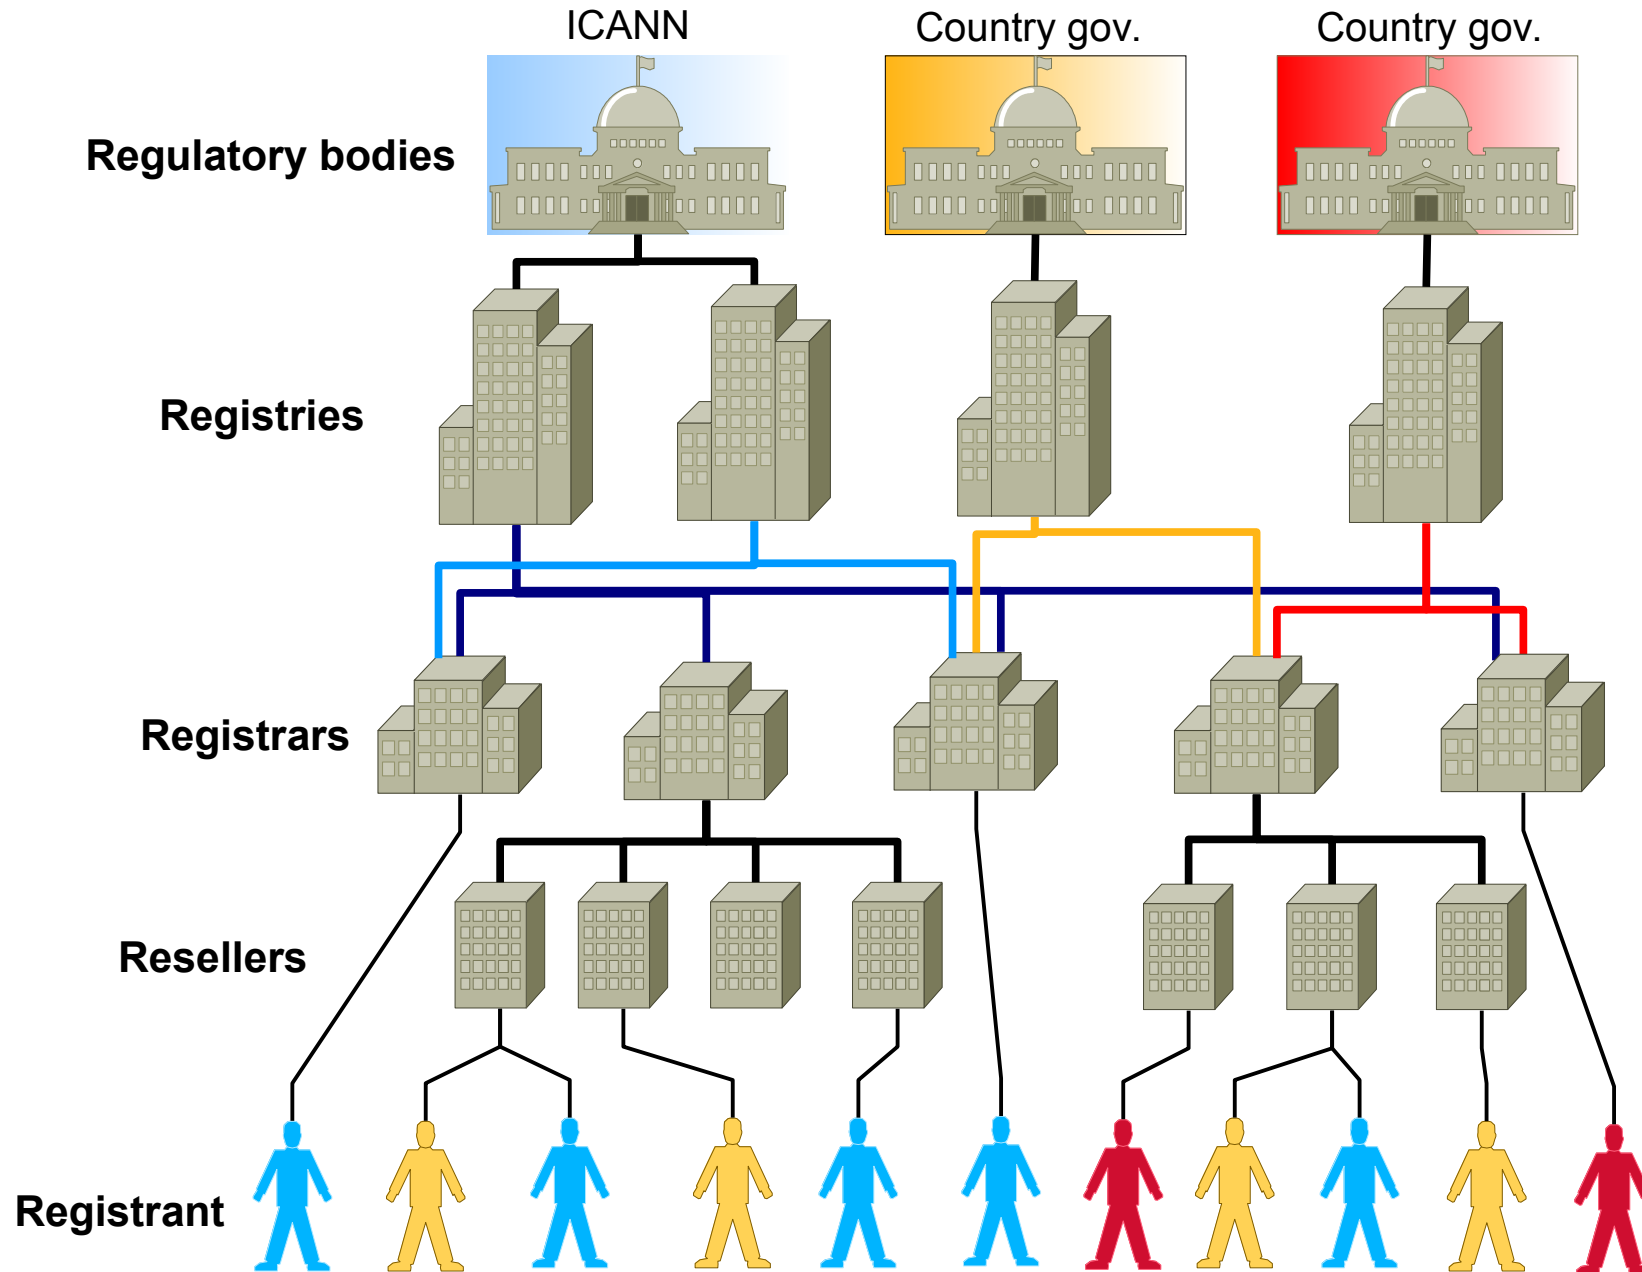 ICANN
Country gov.
Country gov.
Regulatory bodies
Registries
Registrars
Resellers
Registrant